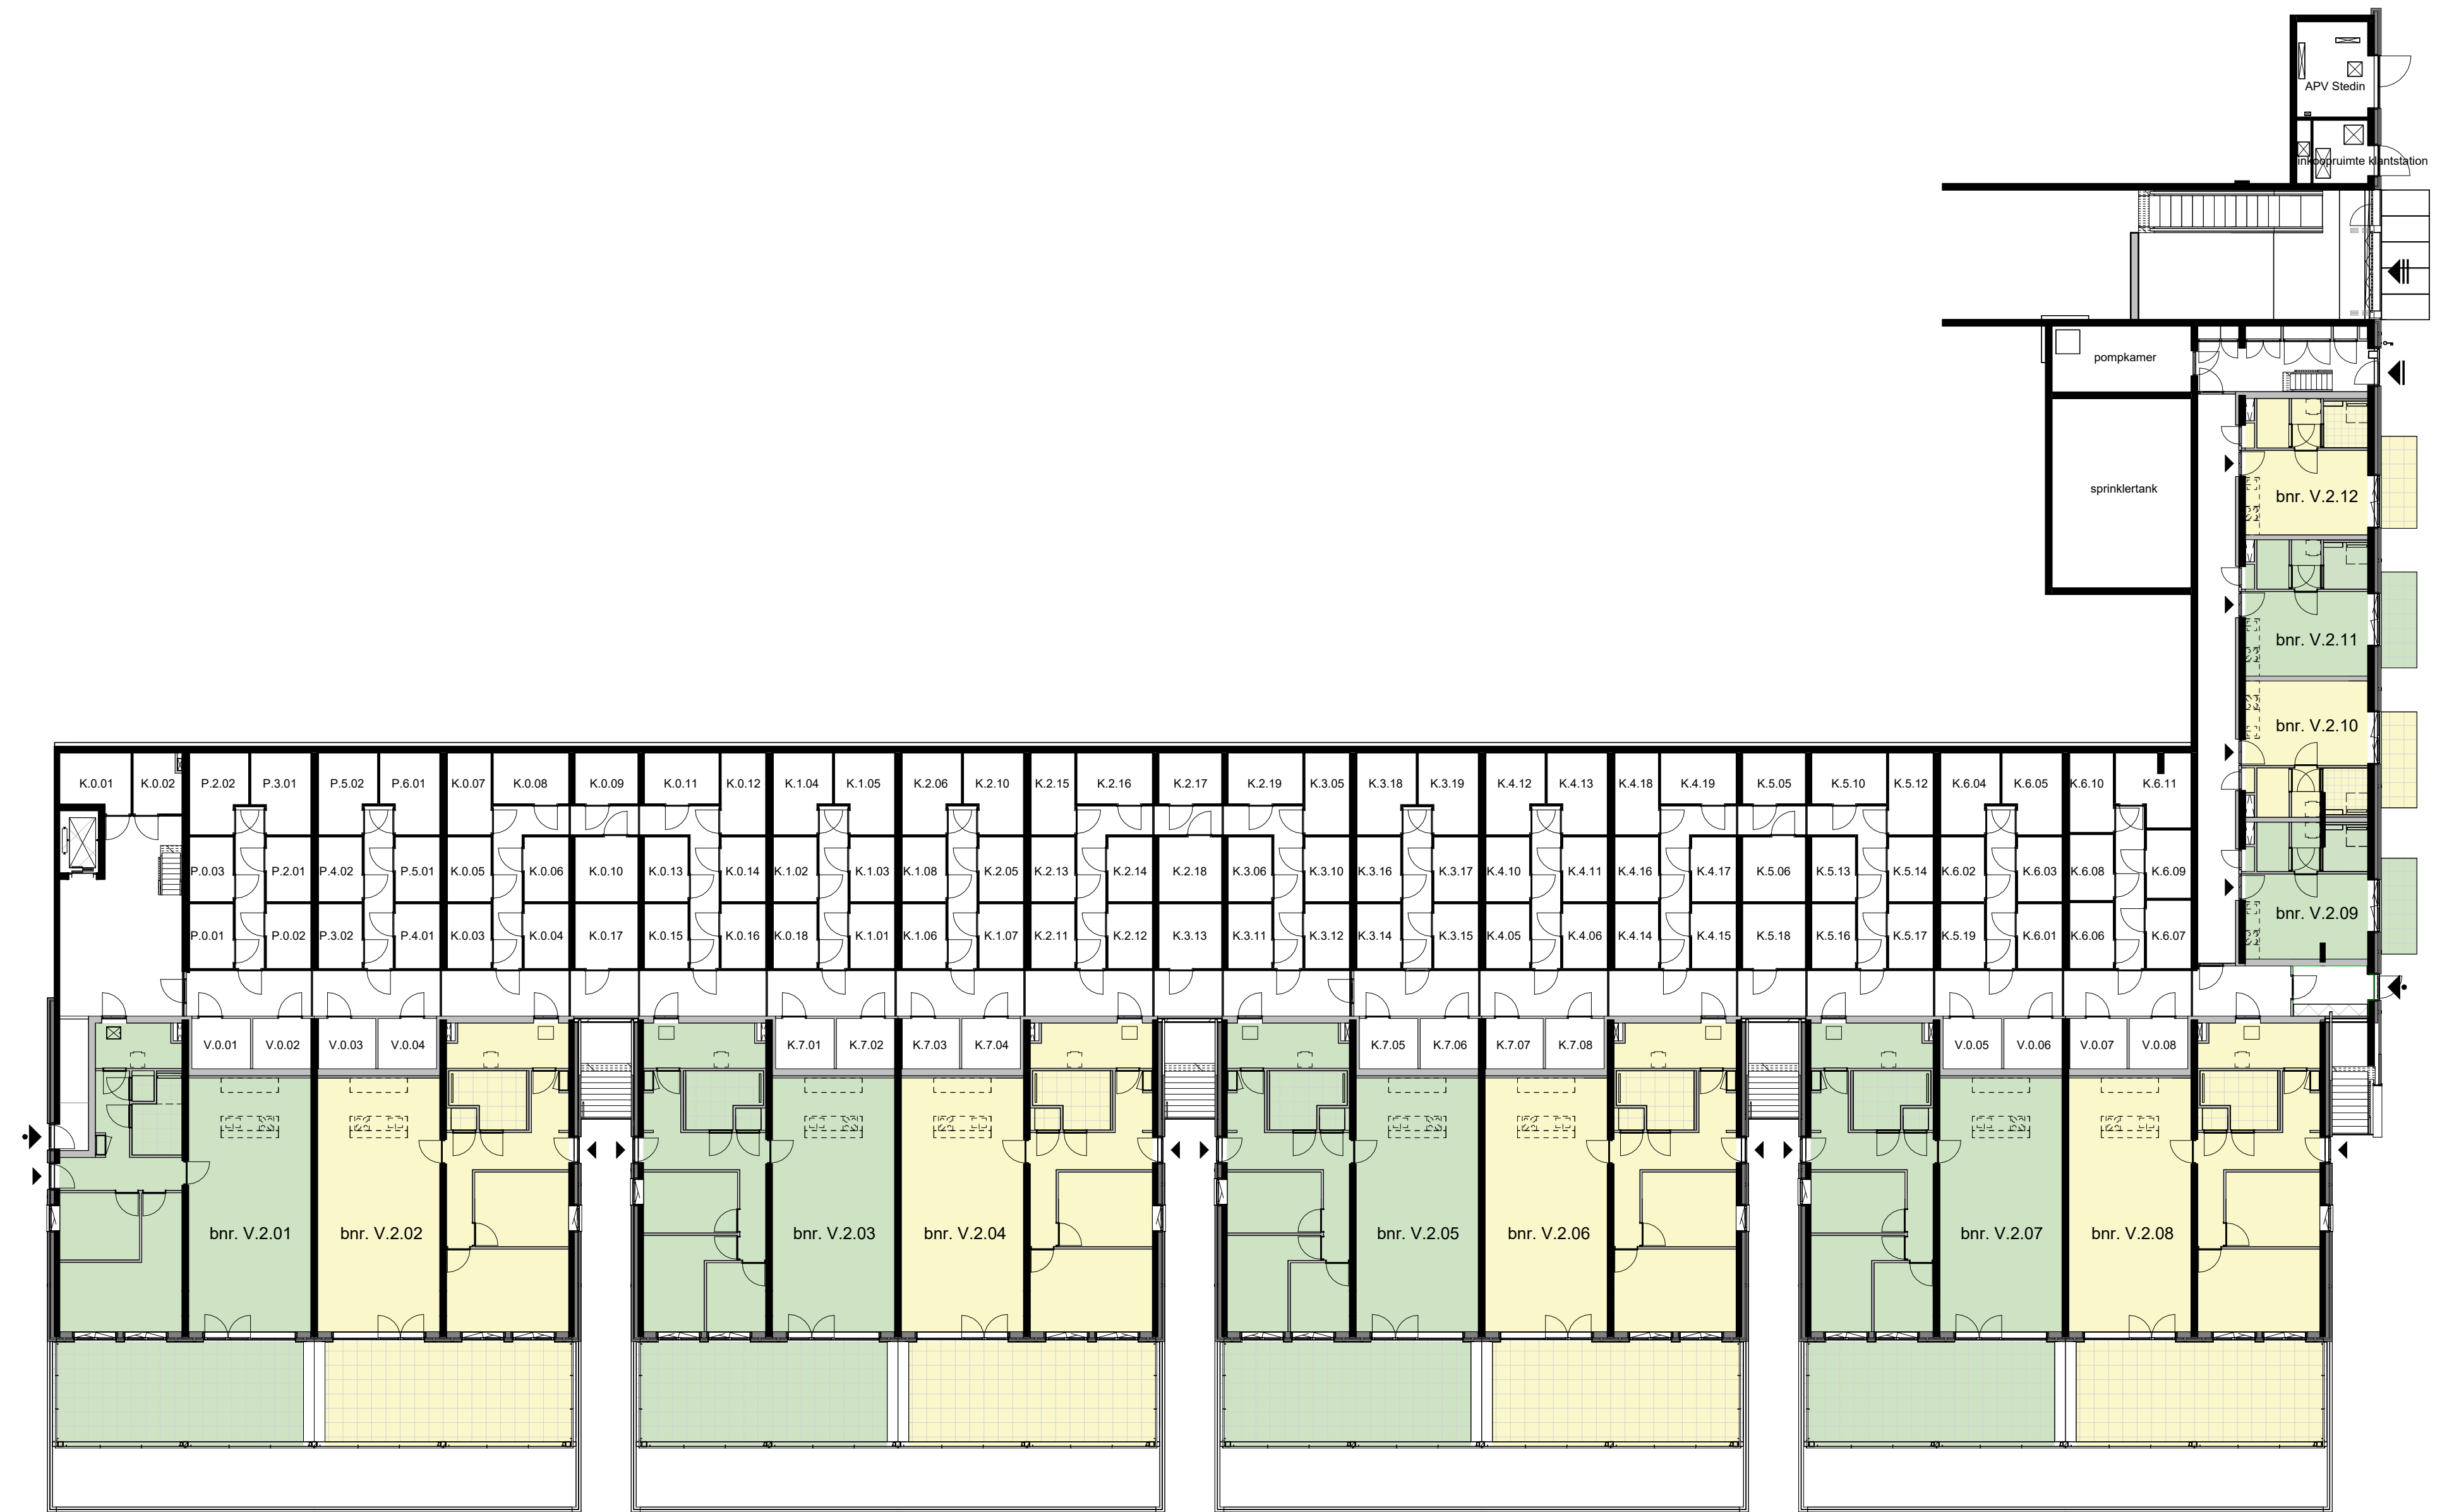 APV Stedin
inkoopruimte klantstation
pompkamer
sprinklertank
bnr. V.2.12
bnr. V.2.11
bnr. V.2.10
bnr. V.2.09
K.0.01 K.0.02 P.2.02 P.3.01 P.5.02 P.6.01 K.0.07 K.0.08 K.0.09 K.0.11 K.0.12 K.1.04 K.1.05 K.2.06 K.2.10 K.2.15 K.2.16 K.2.17 K.2.19 K.3.05 K.3.18 K.3.19 K.4.12 K.4.13 K.4.18 K.4.19 K.5.05 K.5.10 K.5.12 K.6.04 K.6.05 K.6.10 K.6.11
P.0.03 P.2.01 P.4.02 P.5.01 K.0.05 K.0.06 K.0.10 K.0.13 K.0.14 K.1.02 K.1.03 K.1.08 K.2.05 K.2.13 K.2.14 K.2.18 K.3.06 K.3.10 K.3.16 K.3.17 K.4.10 K.4.11 K.4.16 K.4.17 K.5.06 K.5.13 K.5.14 K.6.02 K.6.03 K.6.08 K.6.09
P.0.01 P.0.02 P.3.02 P.4.01 K.0.03 K.0.04 K.0.17 K.0.15 K.0.16 K.0.18 K.1.01 K.1.06 K.1.07 K.2.11 K.2.12 K.3.13 K.3.11 K.3.12 K.3.14 K.3.15 K.4.05 K.4.06 K.4.14 K.4.15 K.5.18 K.5.16 K.5.17 K.5.19 K.6.01 K.6.06 K.6.07
V.0.01 V.0.02 V.0.03 V.0.04 K.7.01 K.7.02 K.7.03 K.7.04 K.7.05 K.7.06 K.7.07 K.7.08 V.0.05 V.0.06 V.0.07 V.0.08
bnr. V.2.01 bnr. V.2.02 bnr. V.2.03 bnr. V.2.04 bnr. V.2.05 bnr. V.2.06 bnr. V.2.07 bnr. V.2.08